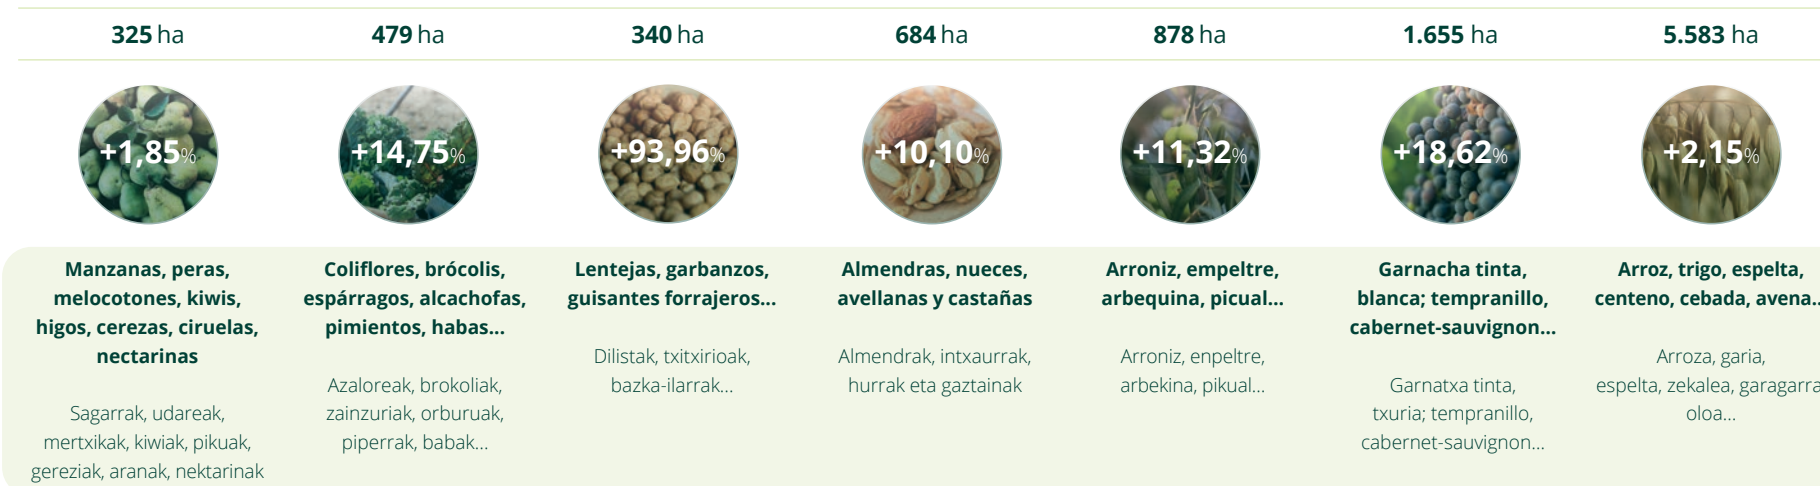 325 ha
479 ha
340 ha
684 ha
878 ha
1.655 ha
5.583 ha
+1,85%
+14,75%
+93,96%
+10,10%
+11,32%
+18,62%
+2,15%
Manzanas, peras,
melocotones, kiwis,
higos, cerezas, ciruelas,
nectarinas
Sagarrak, udareak,
mertxikak, kiwiak, pikuak,
gereziak, aranak, nektarinak
Coliflores, brócolis,
espárragos, alcachofas,
pimientos, habas...
Azaloreak, brokoliak,
zainzuriak, orburuak,
piperrak, babak...
Lentejas, garbanzos,
guisantes forrajeros...
Dilistak, txitxirioak,
bazka-ilarrak...
Almendras, nueces,
avellanas y castañas
Almendrak, intxaurrak,
hurrak eta gaztainak
Arroniz, empeltre,
arbequina, picual...
Arroniz, enpeltre,
arbekina, pikual...
Garnacha tinta,
blanca; tempranillo,
cabernet-sauvignon...
Garnatxa tinta,
txuria; tempranillo,
cabernet-sauvignon...
Arroz, trigo, espelta,
centeno, cebada, avena..
Arroza, garia,
espelta, zekalea, garagarra
oloa...